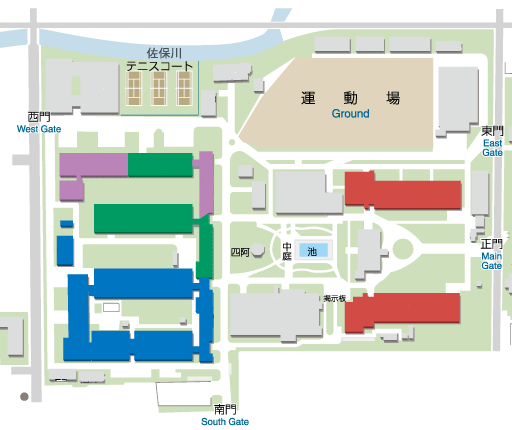 佐保川
テニスコート
運動場
Ground
西門
West Gate
東門
East
Gate
四阿
中庭
池
正門
Main
Gate
掲示板
南門
South Gate